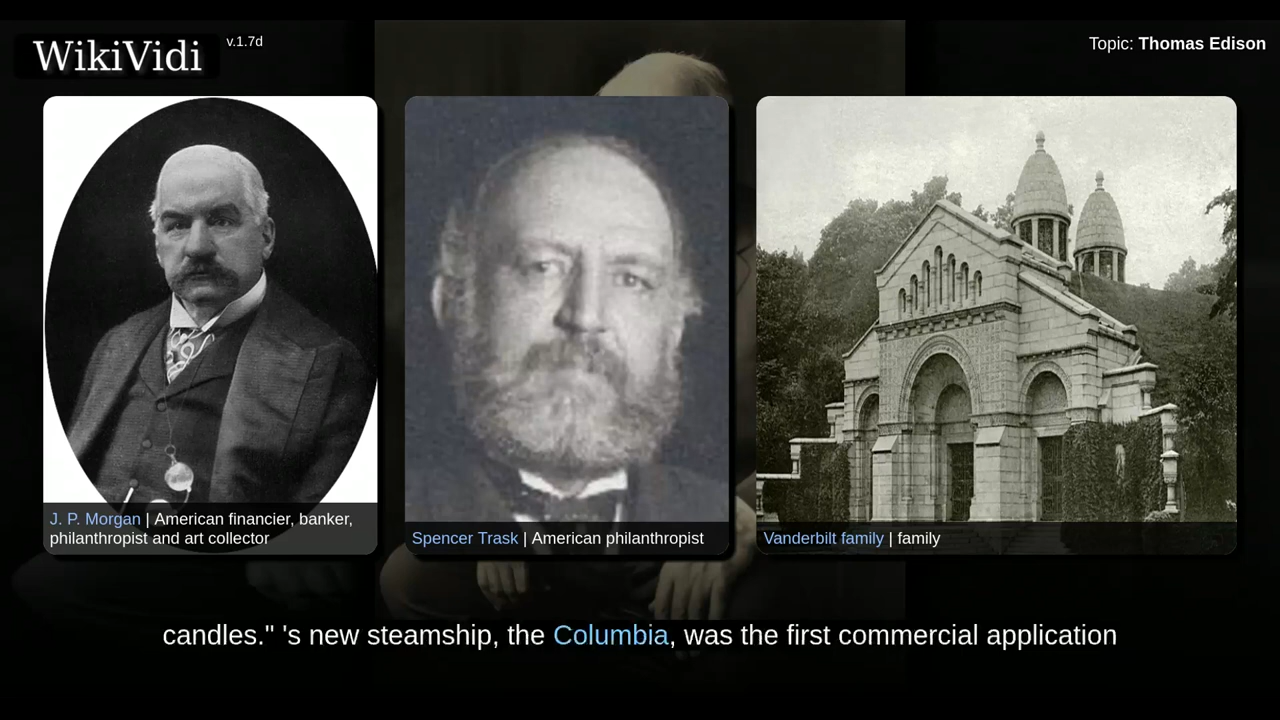 WikiVidi v.1.7d
Topic: Thomas Edison
J. P. Morgan | American financier, banker,
philanthropist and art collector
Spencer Trask | American philanthropist
Vanderbilt family | family
candles." 's new steamship, the Columbia, was the first commercial application